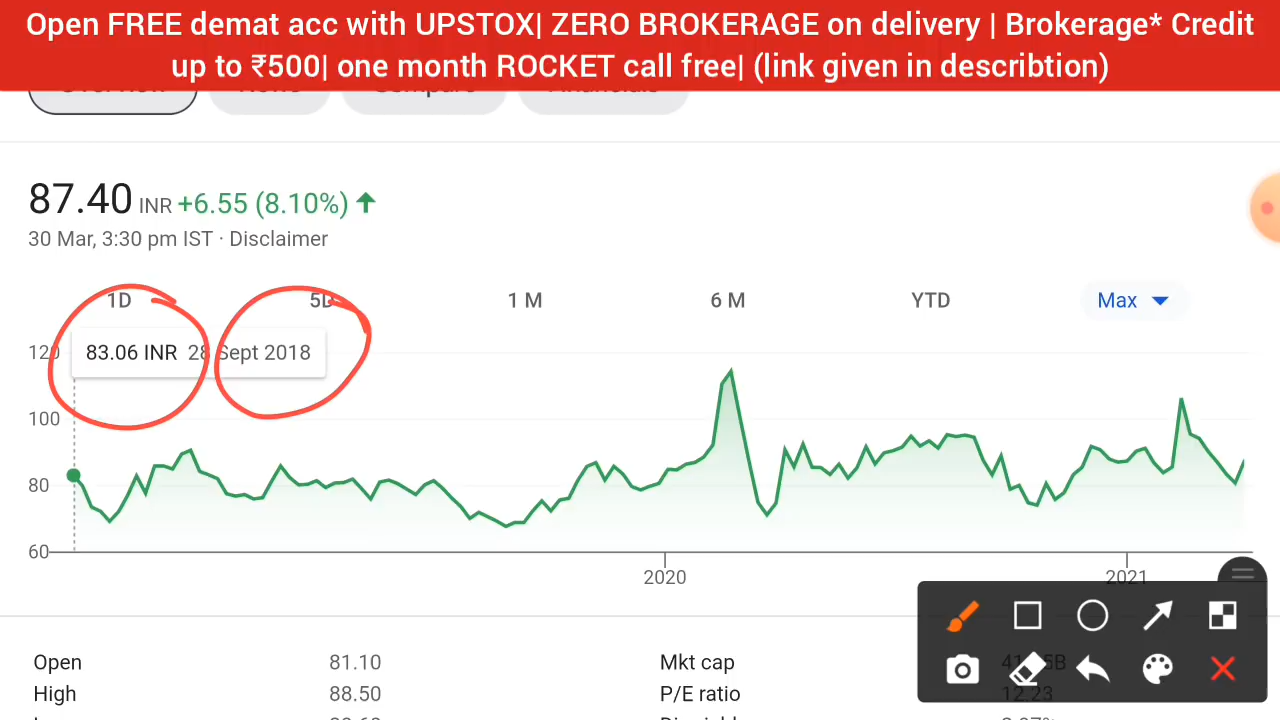 Open FREE demat acc with UPSTOX| ZERO BROKERAGE on delivery | Brokerage* Credit
up to ₹500| one month ROCKET call free| (link given in describtion)
87.40 INR +6.55 (8.10%)
30 Mar, 3:30 pm IST · Disclaimer
1D 5D 1 M 6 M YTD Max
120 83.06 INR 28 Sept 2018
100
80
60
2020 2021
Open 81.10 Mkt cap
High 88.50 P/E ratio 12.23